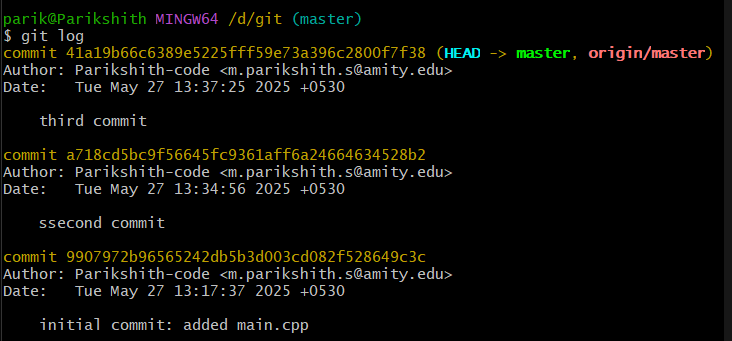 parik@Parikshith MINGW64 /d/git (master)
$ git log
commit 41a19b66c6389e5225fff59e73a396c2800f7f38 (HEAD -> master, origin/master)
Author: Parikshith-code <m.parikshith.s@amity.edu>
Date:   Tue May 27 13:37:25 2025 +0530
    third commit
commit a718cd5bc9f56645fc9361aff6a24664634528b2
Author: Parikshith-code <m.parikshith.s@amity.edu>
Date:   Tue May 27 13:34:56 2025 +0530
    ssecond commit
commit 9907972b96565242db5b3d003cd082f528649c3c
Author: Parikshith-code <m.parikshith.s@amity.edu>
Date:   Tue May 27 13:17:37 2025 +0530
    initial commit: added main.cpp